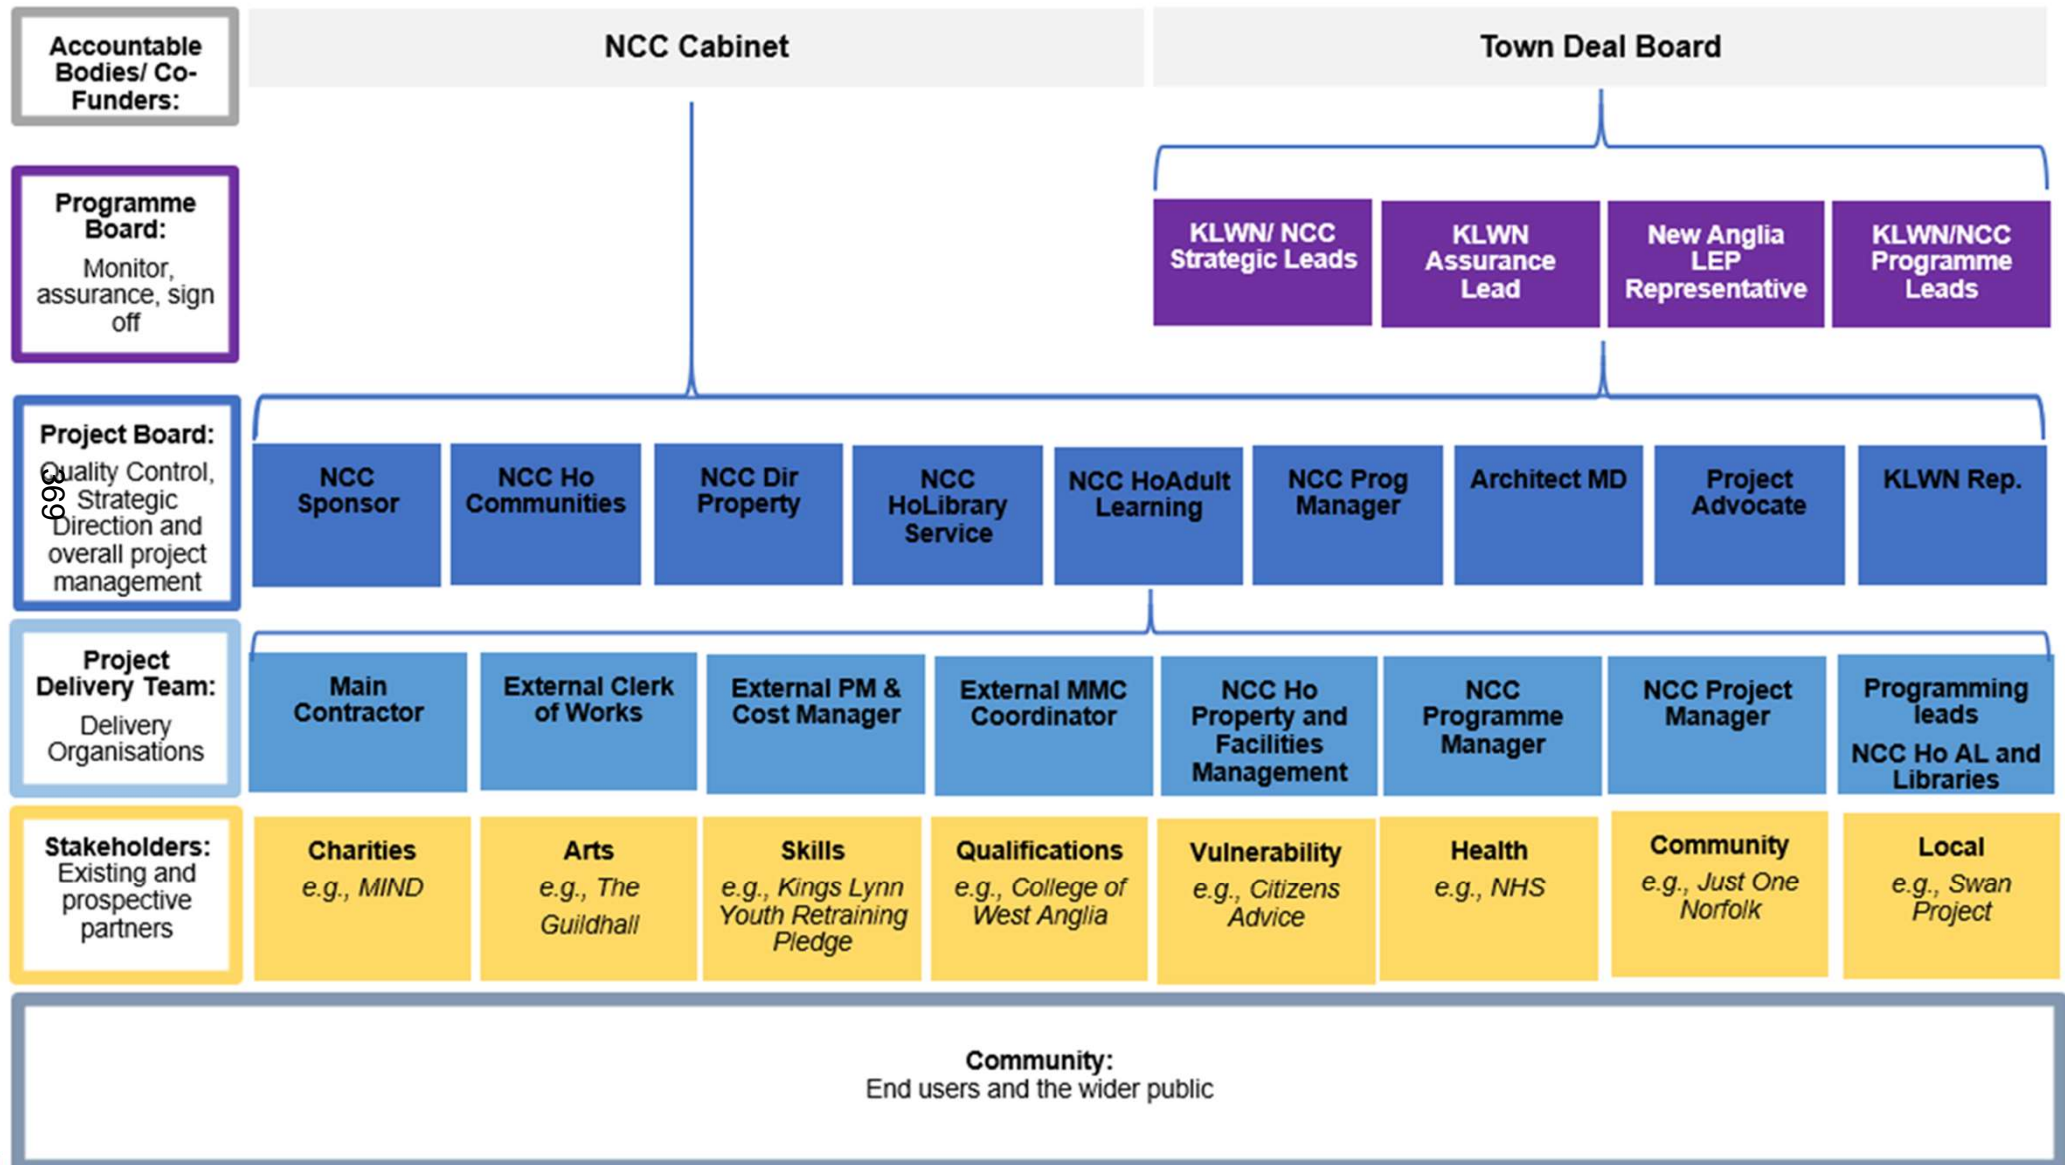 Accountable
Bodies/ Co-
Funders:
NCC Cabinet
Town Deal Board
Programme
Board:
Monitor,
assurance, sign
off
KLWN/ NCC
Strategic Leads
KLWN
Assurance
Lead
New Anglia
LEP
Representative
KLWN/NCC
Programme
Leads
Project Board:
Quality Control,
Strategic
Direction and
overall project
management
369
NCC
Sponsor
NCC Ho
Communities
NCC Dir
Property
NCC
HoLibrary
Service
NCC HoAdult
Learning
NCC Prog
Manager
Architect MD
Project
Advocate
KLWN Rep.
Project
Delivery Team:
Delivery
Organisations
Main
Contractor
External Clerk
of Works
External PM &
Cost Manager
External MMC
Coordinator
NCC Ho
Property and
Facilities
Management
NCC
Programme
Manager
NCC Project
Manager
Programming
leads
NCC Ho AL and
Libraries
Stakeholders:
Existing and
prospective
partners
Charities
e.g., MIND
Arts
e.g., The
Guildhall
Skills
e.g., Kings Lynn
Youth Retraining
Pledge
Qualifications
e.g., College of
West Anglia
Vulnerability
e.g., Citizens
Advice
Health
e.g., NHS
Community
e.g., Just One
Norfolk
Local
e.g., Swan
Project
Community:
End users and the wider public